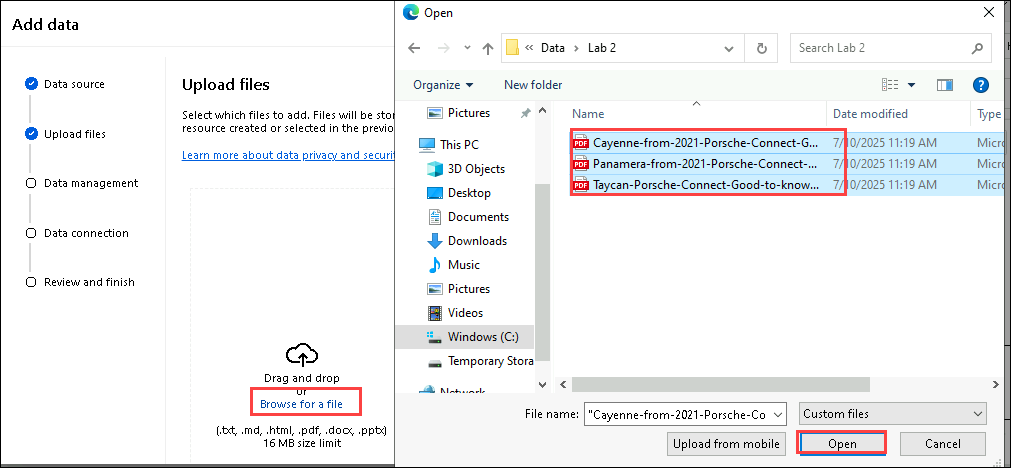 Add data
Data source
Upload files
Data management
Data connection
Review and finish
Upload files
Select which files to add. Files will be stor
resource created or selected in the previo
Learn more about data privacy and securit
Drag and drop
or
Browse for a file
(.txt, .md, .html, .pdf, .docx, .pptx)
16 MB size limit
Open
Data
Lab 2
Search Lab 2
Organize
New folder
Pictures
This PC
3D Objects
Desktop
Documents
Downloads
Music
Pictures
Videos
Windows (C:)
Temporary Stora
Network
Name Date modified Type
PDF Cayenne-from-2021-Porsche-Connect-G... 7/10/2025 11:19 AM Micro
PDF Panamera-from-2021-Porsche-Connect-... 7/10/2025 11:19 AM Micro
PDF Taycan-Porsche-Connect-Good-to-know... 7/10/2025 11:19 AM Micro
File name: "Cayenne-from-2021-Porsche-Co
Custom files
Upload from mobile
Open
Cancel